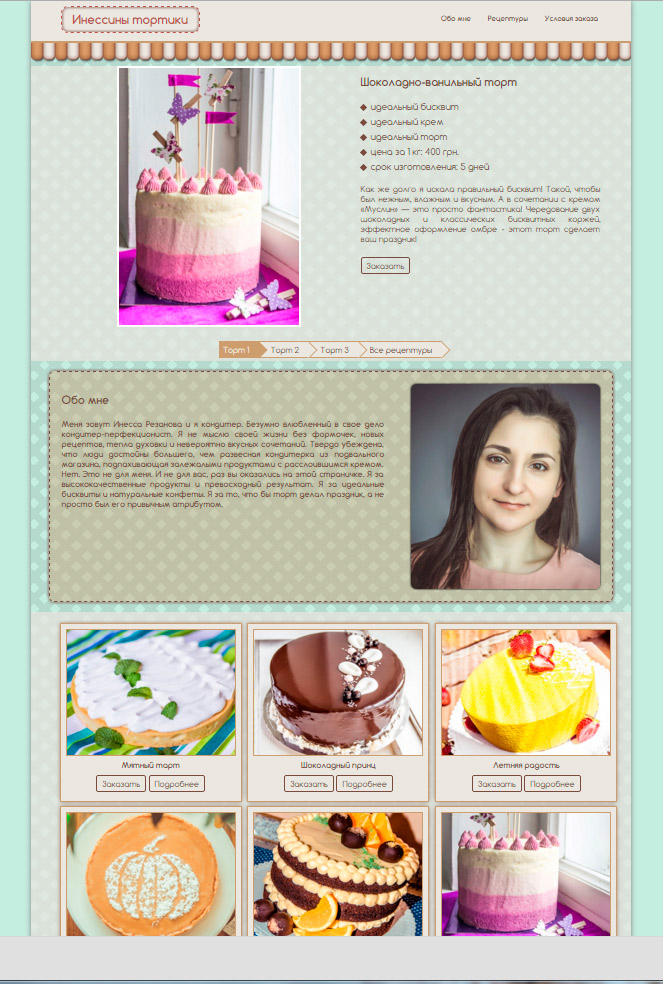 Инессины тортики
Обо мне Рецептуры Условия заказа
Шоколадно-ванильный торт
идеальный бисквит
идеальный крем
идеальный торт
цена за 1 кг: 400 грн.
срок изготовления: 5 дней
Как же долго я искала правильный бисквит! Такой, чтобы
был нежным, влажным и вкусным. А в сочетании с кремом
«Муслин» — это просто фантастика! Чередование двух
шоколадных и классических бисквитных коржей,
эффектное оформление омбре - этот торт сделает
ваш праздник!
Заказать
Торт 1 Торт 2 Торт 3 Все рецептуры
Обо мне
Меня зовут Инесса Резанова и я кондитер. Безумно влюбленный в свое дело
кондитер-перфекционист. Я не мыслю своей жизни без формочек, новых
рецептов, тепла духовки и невероятно вкусных сочетаний. Твердо убеждена,
что люди достойны большего, чем развесная кондитерка из подвального
магазина, подпахивающая залежалыми продуктами с расслоившимся кремом.
Нет. Это не для меня. И не для вас, раз вы оказались на этой страничке. Я за
высококачественные продукты и превосходный результат. Я за идеальные
бисквиты и натуральные конфеты. Я за то, что бы торт делал праздник, а не
просто был его привычным атрибутом.
Мятный торт Шоколадный принц Летняя радость
Заказать Подробнее Заказать Подробнее Заказать Подробнее